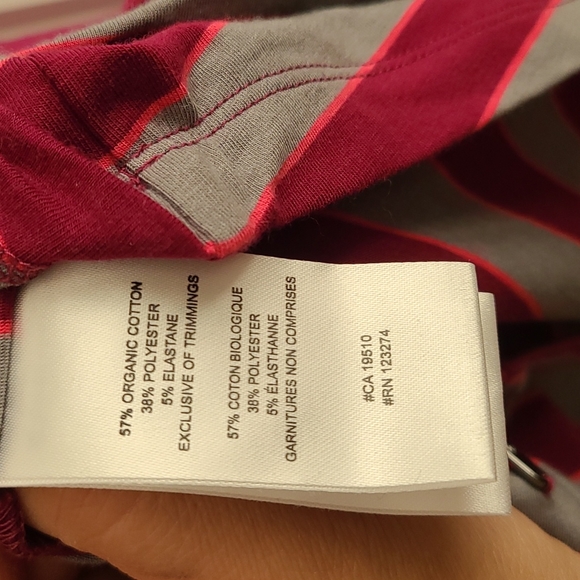 57% ORGANIC COTTON
38% POLYESTER
5% ELASTANE
EXCLUSIVE OF TRIMMINGS
57% COTON BIOLOGIQUE
38% POLYESTER
5% ÉLASTHANNE
GARNITURES NON COMPRISES
#CA 19510
#RN 123274